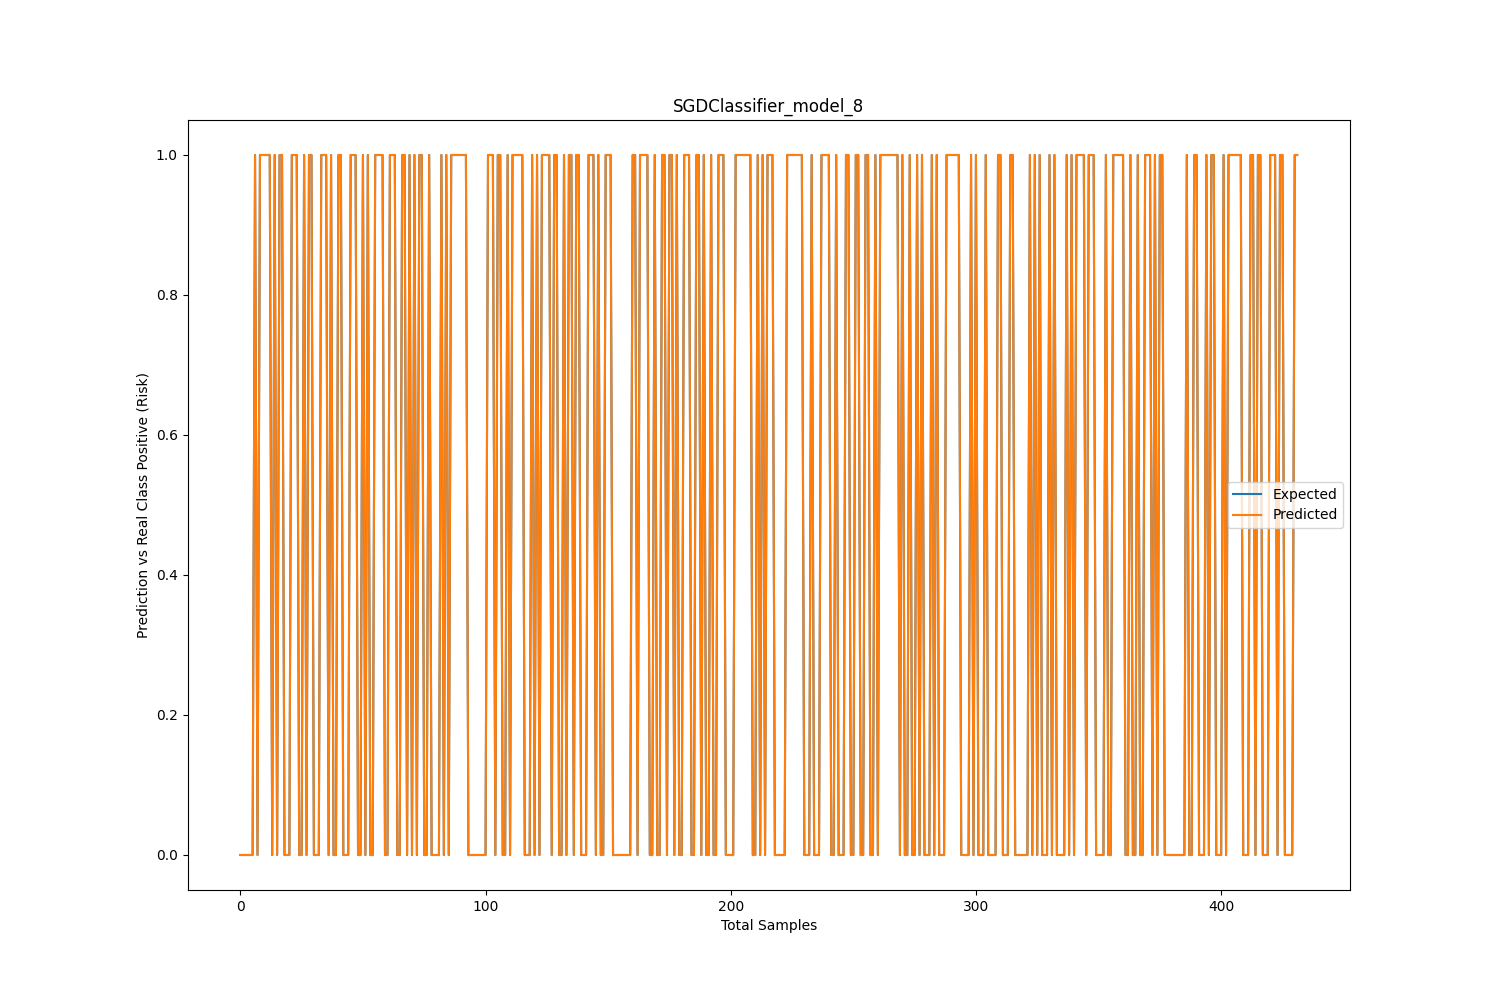 SGDClassifier_model_8
1.0
0.8
0.6
0.4
0.2
0.0
Prediction vs Real Class Positive (Risk)
Expected
Predicted
0
100
200
300
400
Total Samples